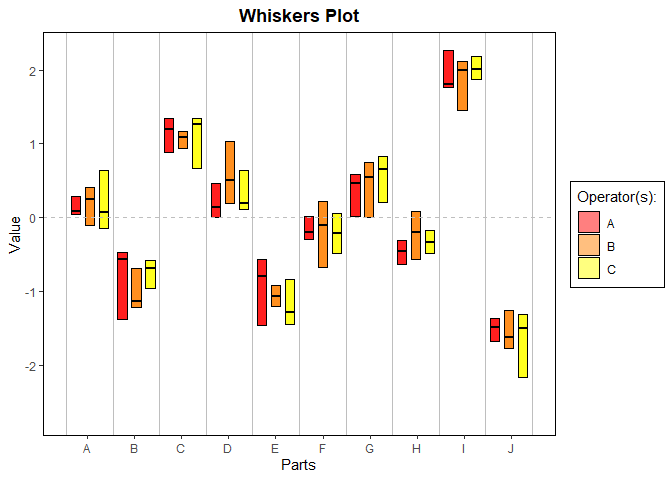 Whiskers Plot
Value
2
1
0
-1
-2
A B C D E F G H I J
Parts
Operator(s):
A
B
C